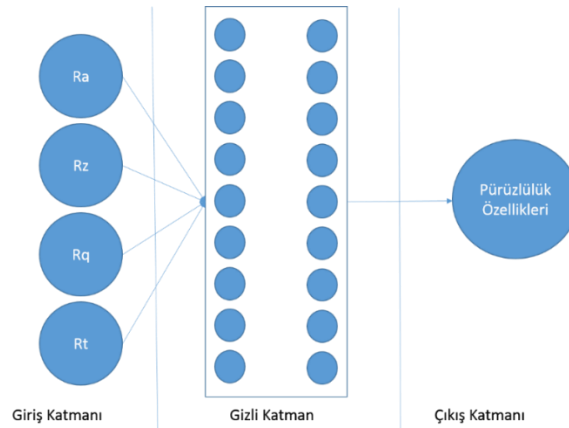 Ra
Rz
Rq
Rt
Pürüzlülük
Özellikleri
Giriş Katmanı
Gizli Katman
Çıkış Katmanı